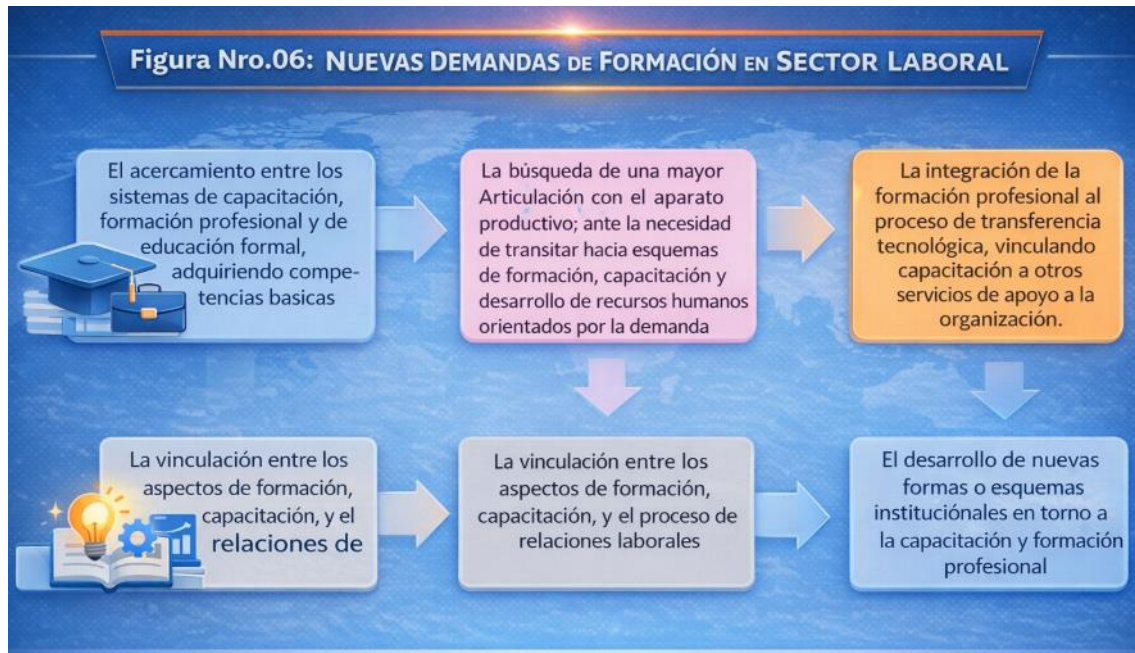 Figura Nro.06: NUEVAS DEMANDAS DE FORMACIÓN EN SECTOR LABORAL
El acercamiento entre los
sistemas de capacitación,
formación profesional y de
educación formal,
adquiriendo compe-
tencias basicas
La búsqueda de una mayor
Articulación con el aparato
productivo; ante la necesidad
de transitar hacia esquemas
de formación, capacitación y
desarrollo de recursos humanos
orientados por la demanda
La integración de la
formación profesional al
proceso de transferencia
tecnológica, vinculando
capacitación a otros
servicios de apoyo a la
organización.
La vinculación entre los
aspectos de formación,
capacitación, y el
relaciones de
La vinculación entre los
aspectos de formación,
capacitación, y el proceso de
relaciones laborales
El desarrollo de nuevas
formas o esquemas
instituciónales en torno a
la capacitación y formación
profesional